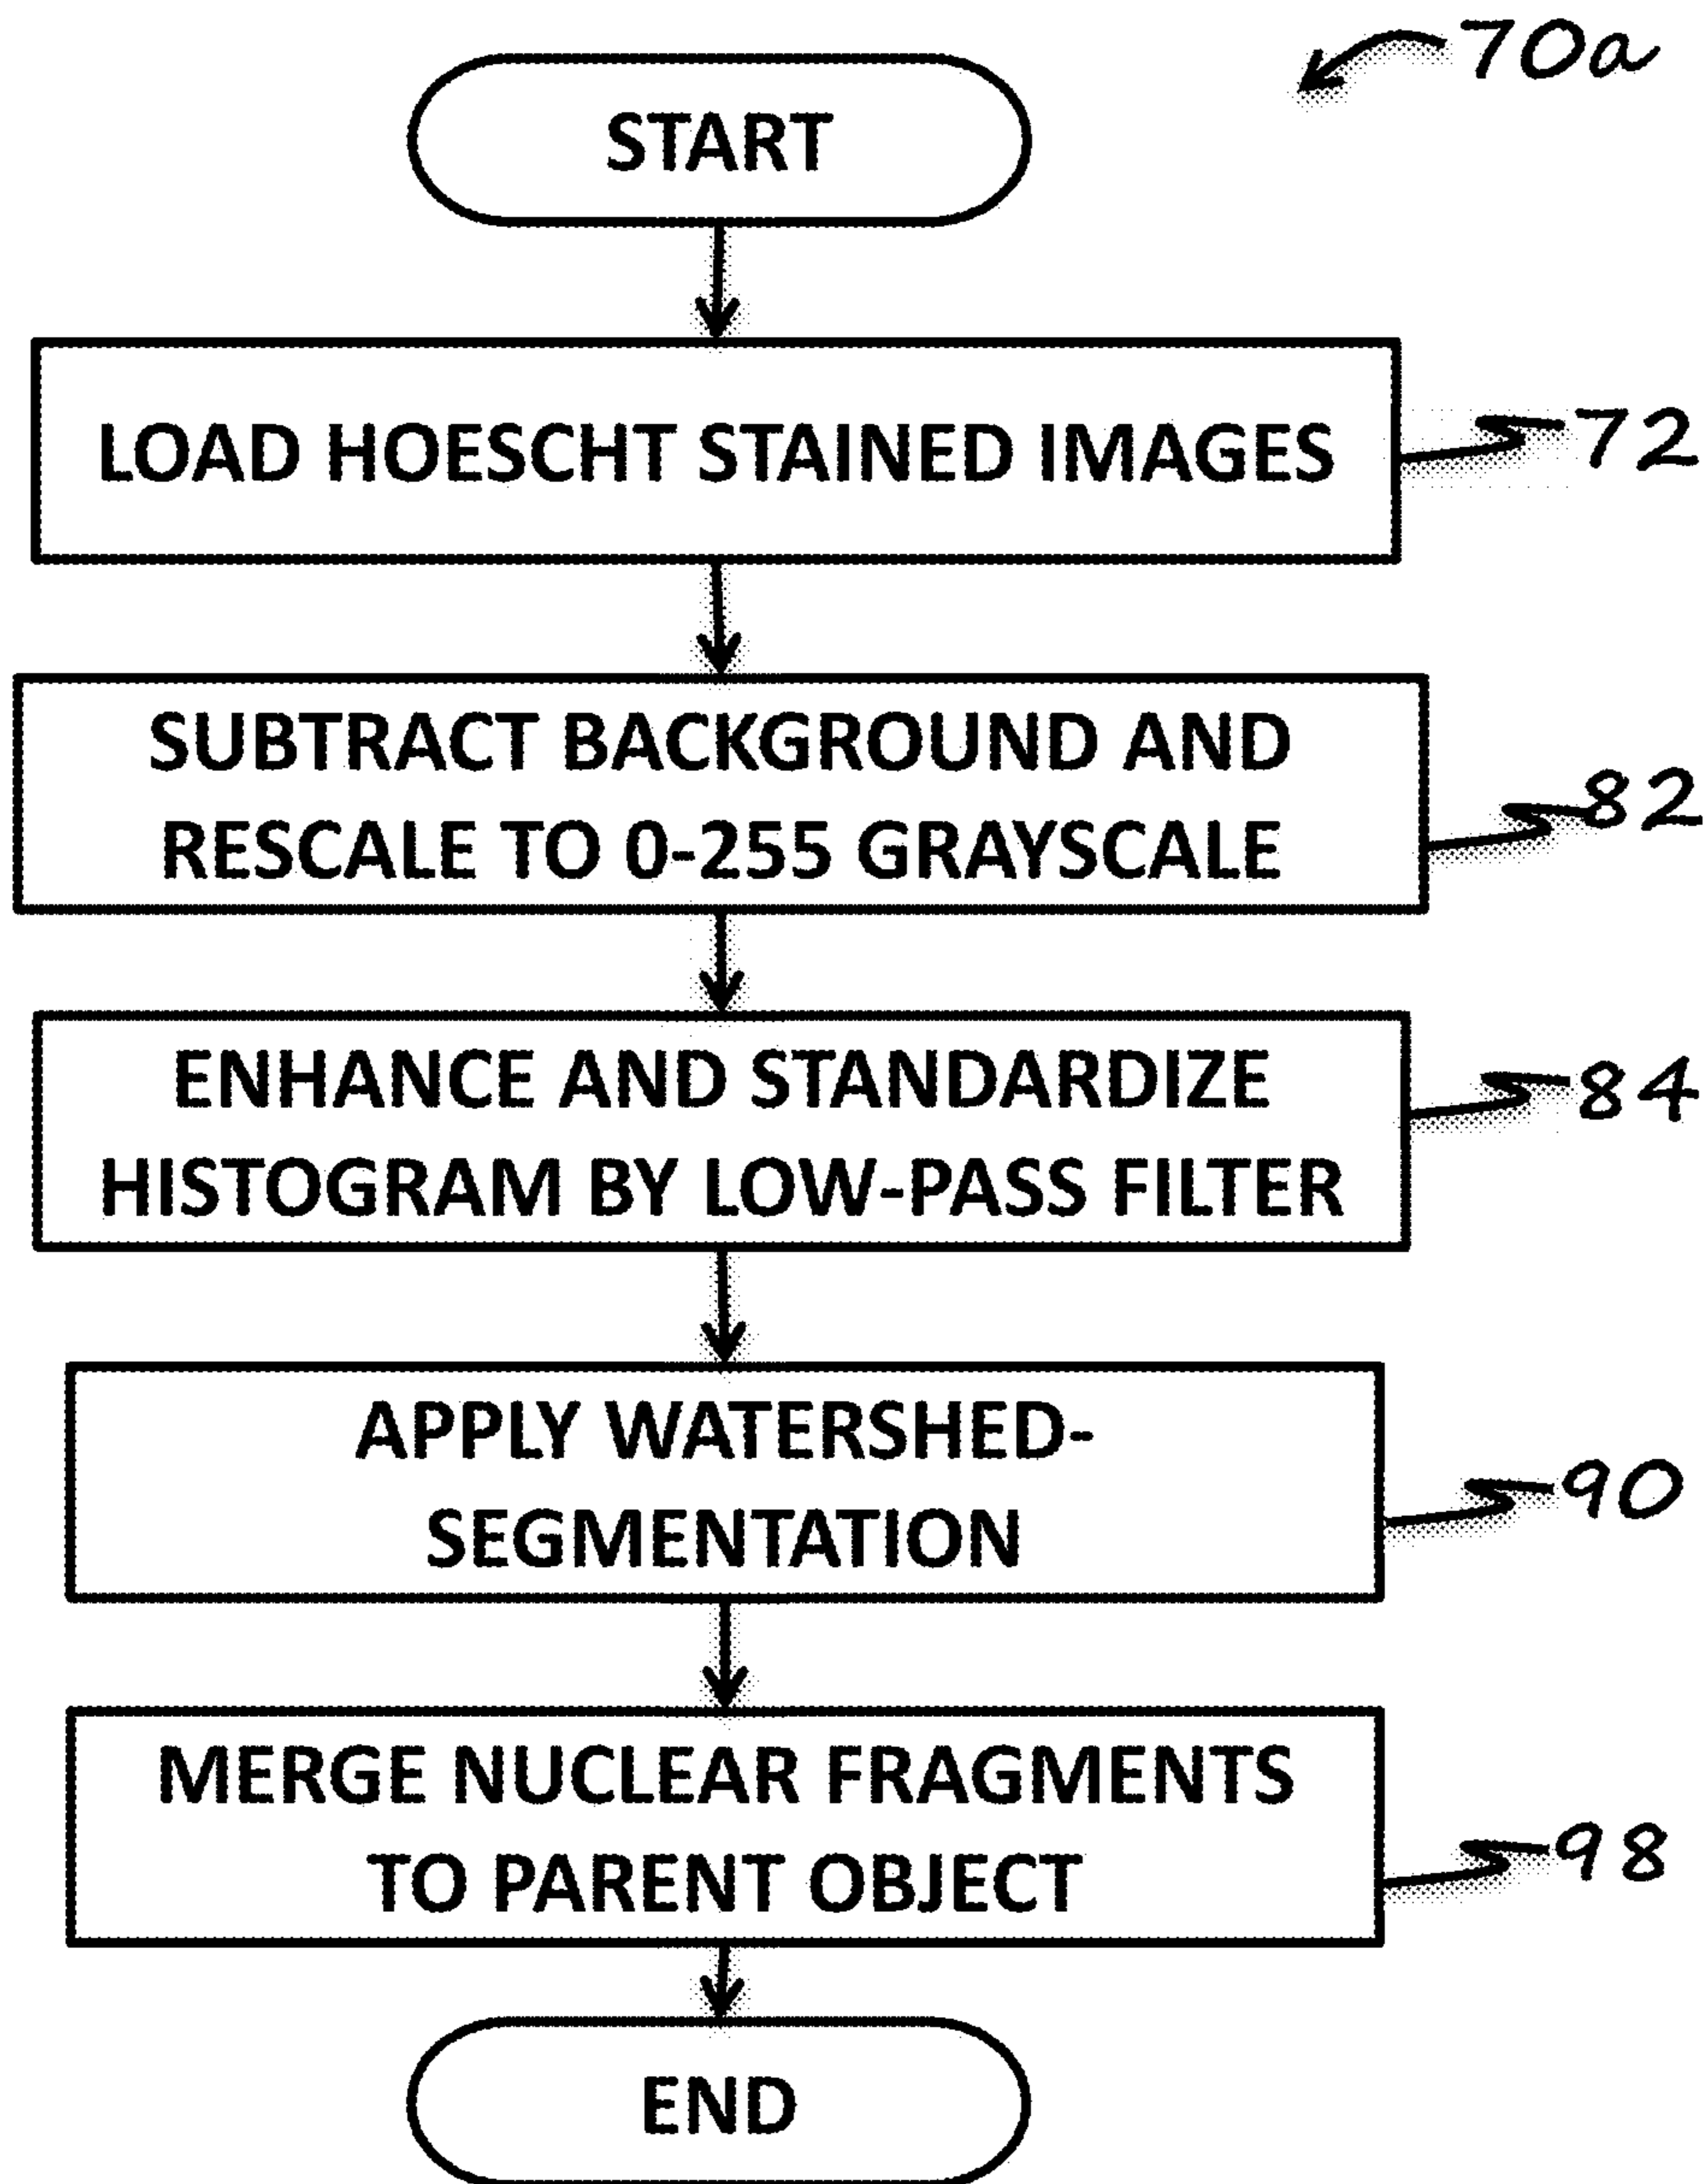 70a
START
LOAD HOESCHT STAINED IMAGES
72
SUBTRACT BACKGROUND AND
RESCALE TO 0-255 GRAYSCALE
82
ENHANCE AND STANDARDIZE
HISTOGRAM BY LOW-PASS FILTER
84
APPLY WATERSHED-
SEGMENTATION
90
MERGE NUCLEAR FRAGMENTS
TO PARENT OBJECT
98
END